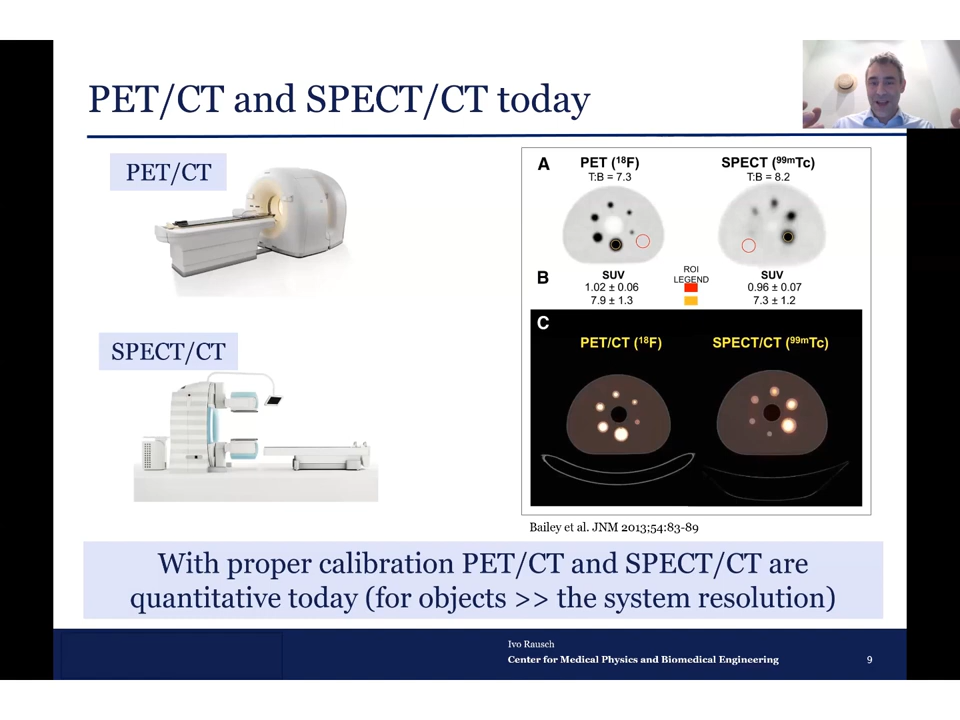 PET/CT and SPECT/CT today
PET/CT
SPECT/CT
A
PET (¹⁸F)
T:B = 7.3
SPECT (⁹⁹ᵐTc)
T:B = 8.2
B
SUV
1.02 ± 0.06
7.9 ± 1.3
ROI
LEGEND
SUV
0.96 ± 0.07
7.3 ± 1.2
C
PET/CT (¹⁸F)
SPECT/CT (⁹⁹ᵐTc)
Bailey et al. JNM 2013;54:83-89
With proper calibration PET/CT and SPECT/CT are
quantitative today (for objects >> the system resolution)
Ivo Rausch
Center for Medical Physics and Biomedical Engineering
9